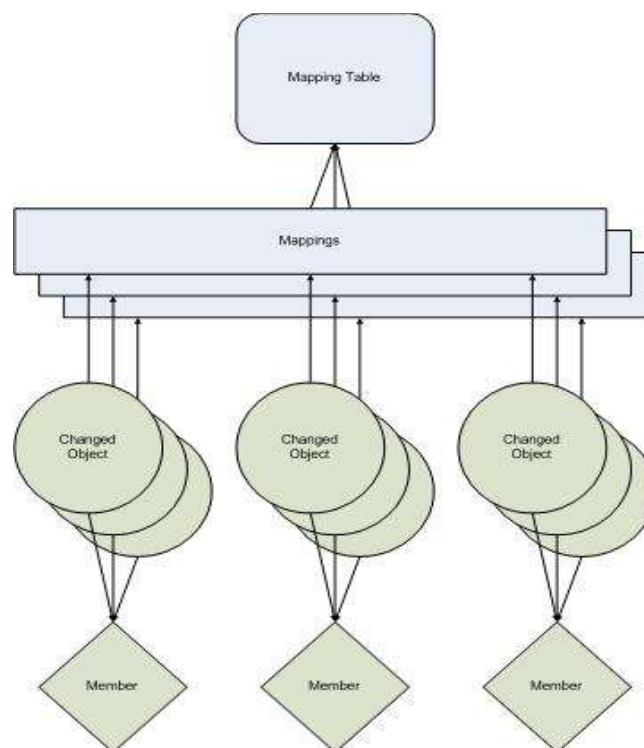 Mapping Table
Mappings
Changed
Object
Changed
Object
Changed
Object
Member
Member
Member